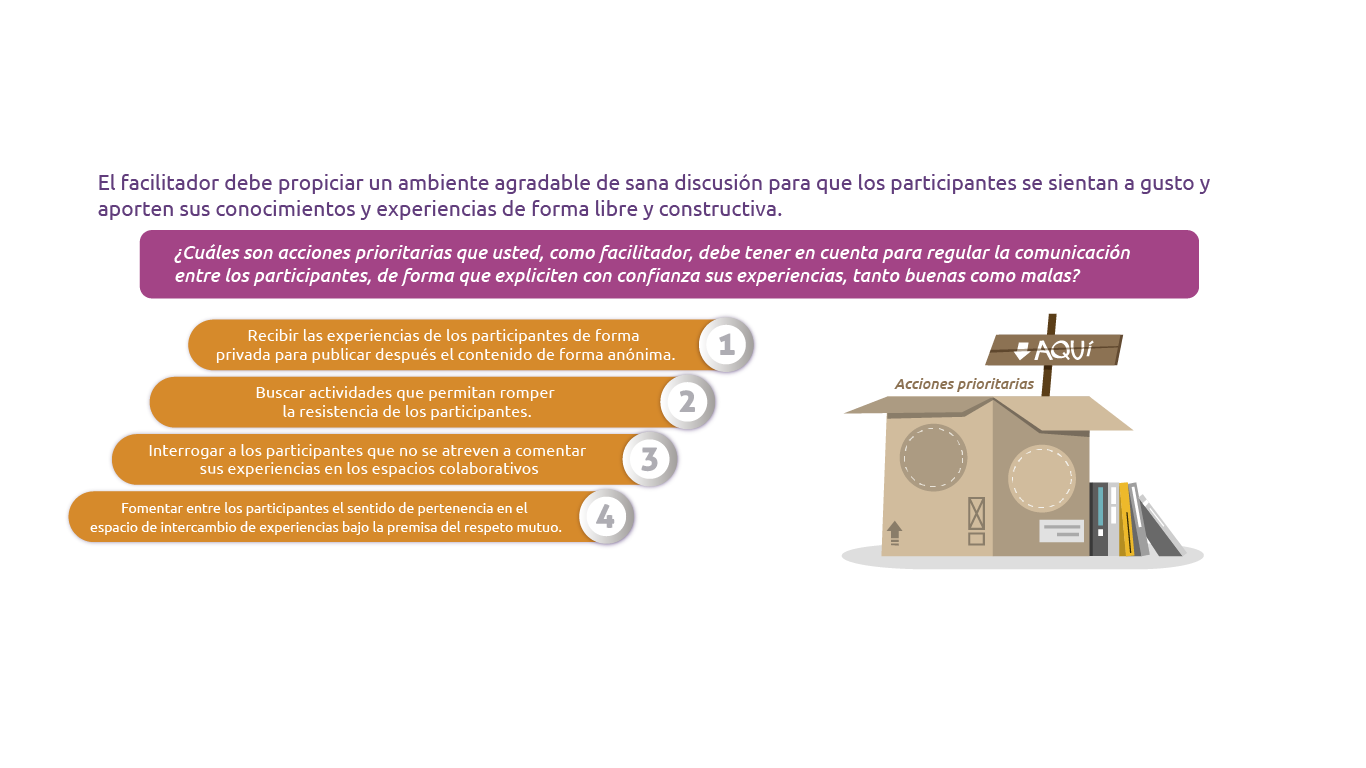 El facilitador debe propiciar un ambiente agradable de sana discusión para que los participantes se sientan a gusto y
aporten sus conocimientos y experiencias de forma libre y constructiva.
¿Cuáles son acciones prioritarias que usted, como facilitador, debe tener en cuenta para regular la comunicación
entre los participantes, de forma que expliciten con confianza sus experiencias, tanto buenas como malas?
Recibir las experiencias de los participantes de forma
privada para publicar después el contenido de forma anónima.
1
Buscar actividades que permitan romper
la resistencia de los participantes.
2
Interrogar a los participantes que no se atreven a comentar
sus experiencias en los espacios colaborativos
3
Fomentar entre los participantes el sentido de pertenencia en el
espacio de intercambio de experiencias bajo la premisa del respeto mutuo.
4
AQUÍ
Acciones prioritarias